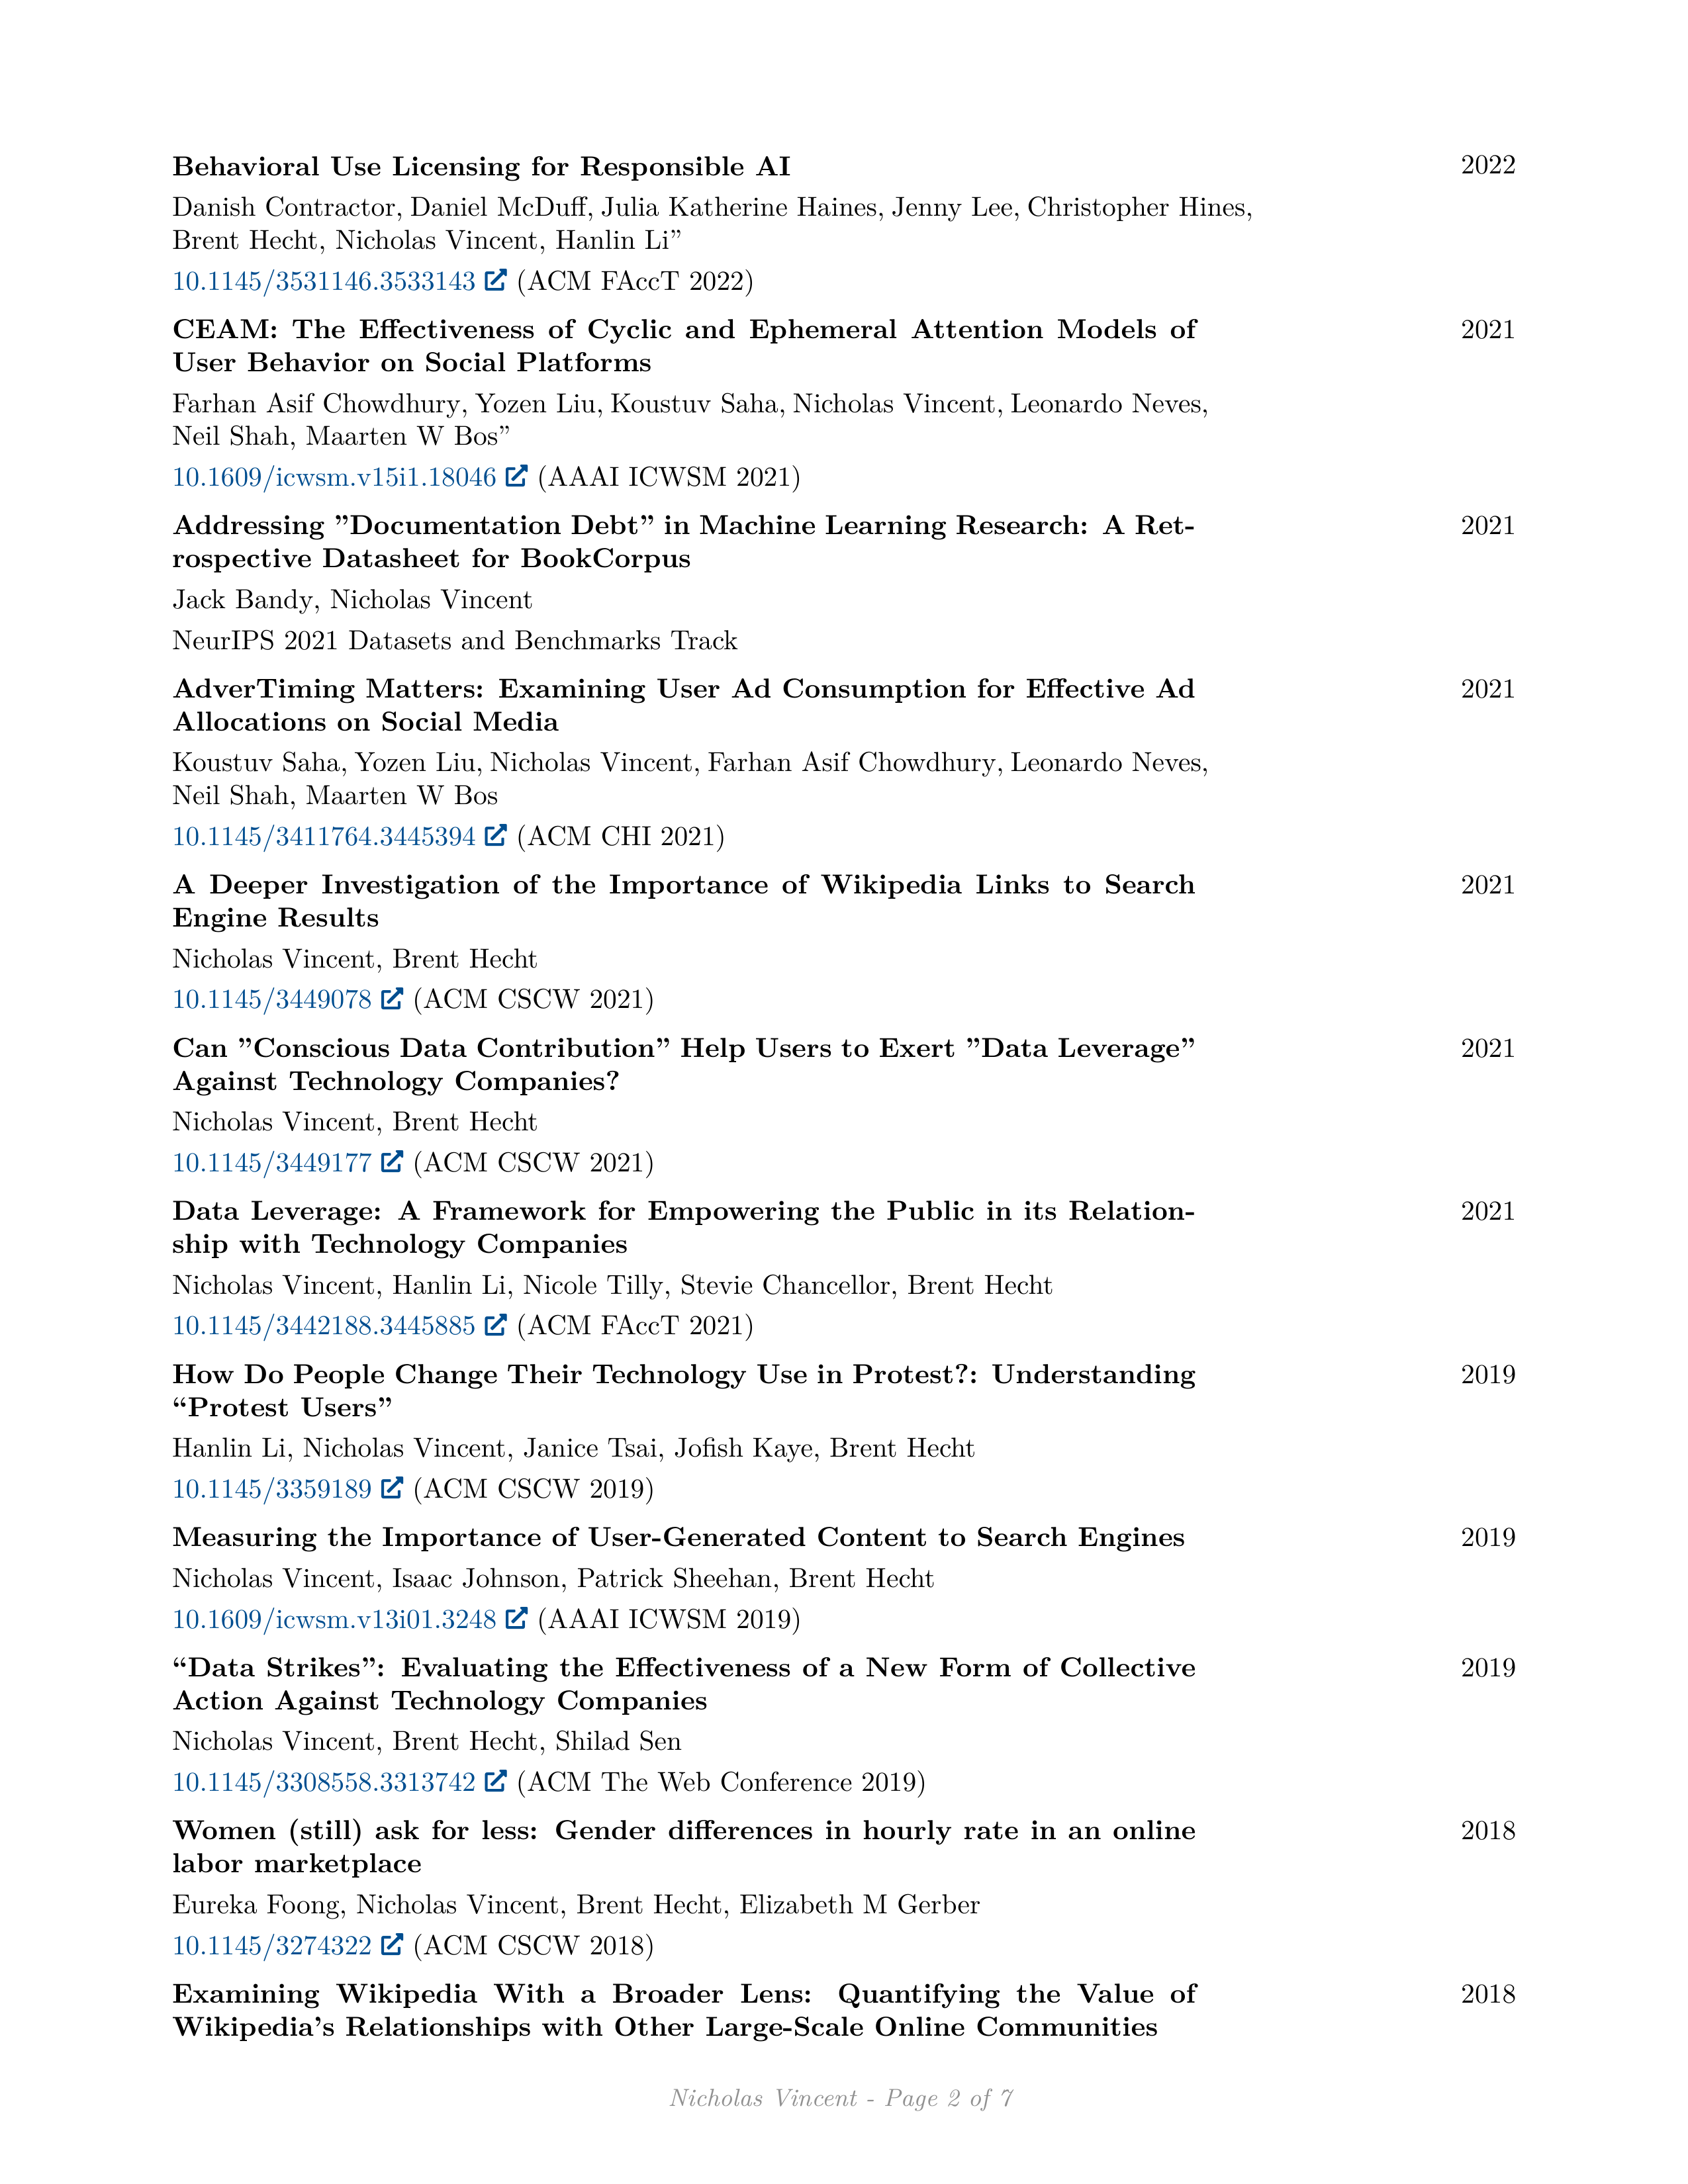 Behavioral Use Licensing for Responsible AI 2022
Danish Contractor, Daniel McDuff, Julia Katherine Haines, Jenny Lee, Christopher Hines,
Brent Hecht, Nicholas Vincent, Hanlin Li”
10.1145/3531146.3533143 (ACM FAccT 2022)
CEAM: The Effectiveness of Cyclic and Ephemeral Attention Models of 2021
User Behavior on Social Platforms
Farhan Asif Chowdhury, Yozen Liu, Koustuv Saha, Nicholas Vincent, Leonardo Neves,
Neil Shah, Maarten W Bos”
10.1609/icwsm.v15i1.18046 (AAAI ICWSM 2021)
Addressing ”Documentation Debt” in Machine Learning Research: A Ret- 2021
rospective Datasheet for BookCorpus
Jack Bandy, Nicholas Vincent
NeurIPS 2021 Datasets and Benchmarks Track
AdverTiming Matters: Examining User Ad Consumption for Effective Ad 2021
Allocations on Social Media
Koustuv Saha, Yozen Liu, Nicholas Vincent, Farhan Asif Chowdhury, Leonardo Neves,
Neil Shah, Maarten W Bos
10.1145/3411764.3445394 (ACM CHI 2021)
A Deeper Investigation of the Importance of Wikipedia Links to Search 2021
Engine Results
Nicholas Vincent, Brent Hecht
10.1145/3449078 (ACM CSCW 2021)
Can ”Conscious Data Contribution” Help Users to Exert ”Data Leverage” 2021
Against Technology Companies?
Nicholas Vincent, Brent Hecht
10.1145/3449177 (ACM CSCW 2021)
Data Leverage: A Framework for Empowering the Public in its Relation- 2021
ship with Technology Companies
Nicholas Vincent, Hanlin Li, Nicole Tilly, Stevie Chancellor, Brent Hecht
10.1145/3442188.3445885 (ACM FAccT 2021)
How Do People Change Their Technology Use in Protest?: Understanding 2019
“Protest Users”
Hanlin Li, Nicholas Vincent, Janice Tsai, Jofish Kaye, Brent Hecht
10.1145/3359189 (ACM CSCW 2019)
Measuring the Importance of User-Generated Content to Search Engines 2019
Nicholas Vincent, Isaac Johnson, Patrick Sheehan, Brent Hecht
10.1609/icwsm.v13i01.3248 (AAAI ICWSM 2019)
“Data Strikes”: Evaluating the Effectiveness of a New Form of Collective 2019
Action Against Technology Companies
Nicholas Vincent, Brent Hecht, Shilad Sen
10.1145/3308558.3313742 (ACM The Web Conference 2019)
Women (still) ask for less: Gender differences in hourly rate in an online 2018
labor marketplace
Eureka Foong, Nicholas Vincent, Brent Hecht, Elizabeth M Gerber
10.1145/3274322 (ACM CSCW 2018)
Examining Wikipedia With a Broader Lens: Quantifying the Value of 2018
Wikipedia’s Relationships with Other Large-Scale Online Communities
Nicholas Vincent - Page 2 of 7